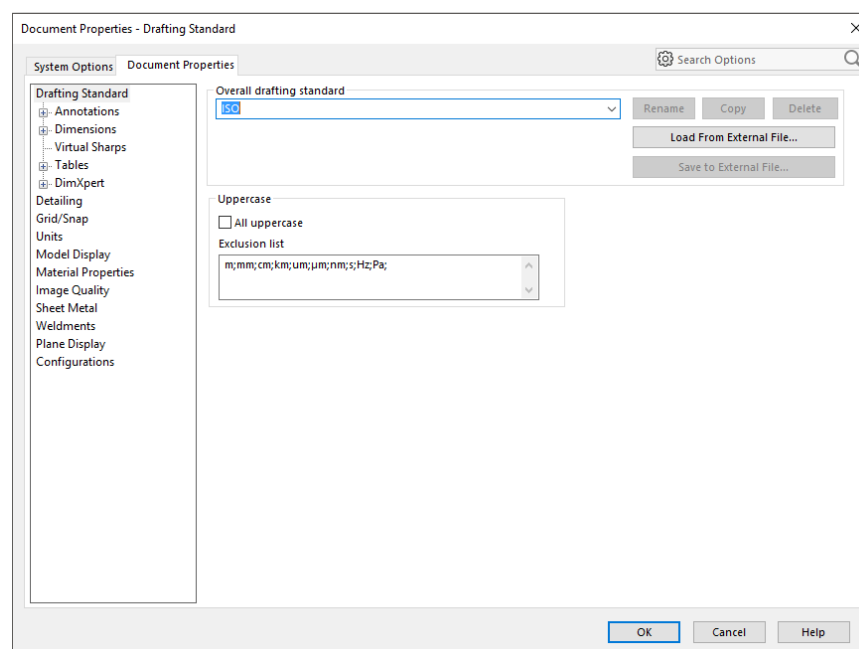 Document Properties - Drafting Standard
System Options
Document Properties
Search Options
Drafting Standard
Annotations
Dimensions
Virtual Sharps
Tables
DimXpert
Detailing
Grid/Snap
Units
Model Display
Material Properties
Image Quality
Sheet Metal
Weldments
Plane Display
Configurations
Overall drafting standard
ISO
Rename
Copy
Delete
Load From External File...
Save to External File...
Uppercase
All uppercase
Exclusion list
m;mm;cm;km;um;µm;nm;s;Hz;Pa;
OK
Cancel
Help